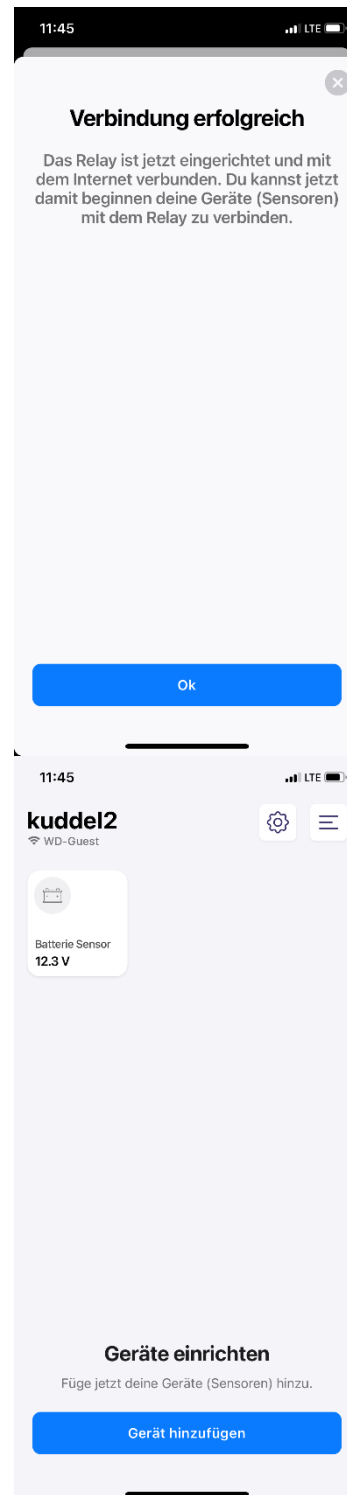 11:45
LTE
Verbindung erfolgreich
Das Relay ist jetzt eingerichtet und mit
dem Internet verbunden. Du kannst jetzt
damit beginnen deine Geräte (Sensoren)
mit dem Relay zu verbinden.
Ok
11:45
LTE
kuddel2
WD-Guest
Batterie Sensor
12.3 V
Geräte einrichten
Füge jetzt deine Geräte (Sensoren) hinzu.
Gerät hinzufügen